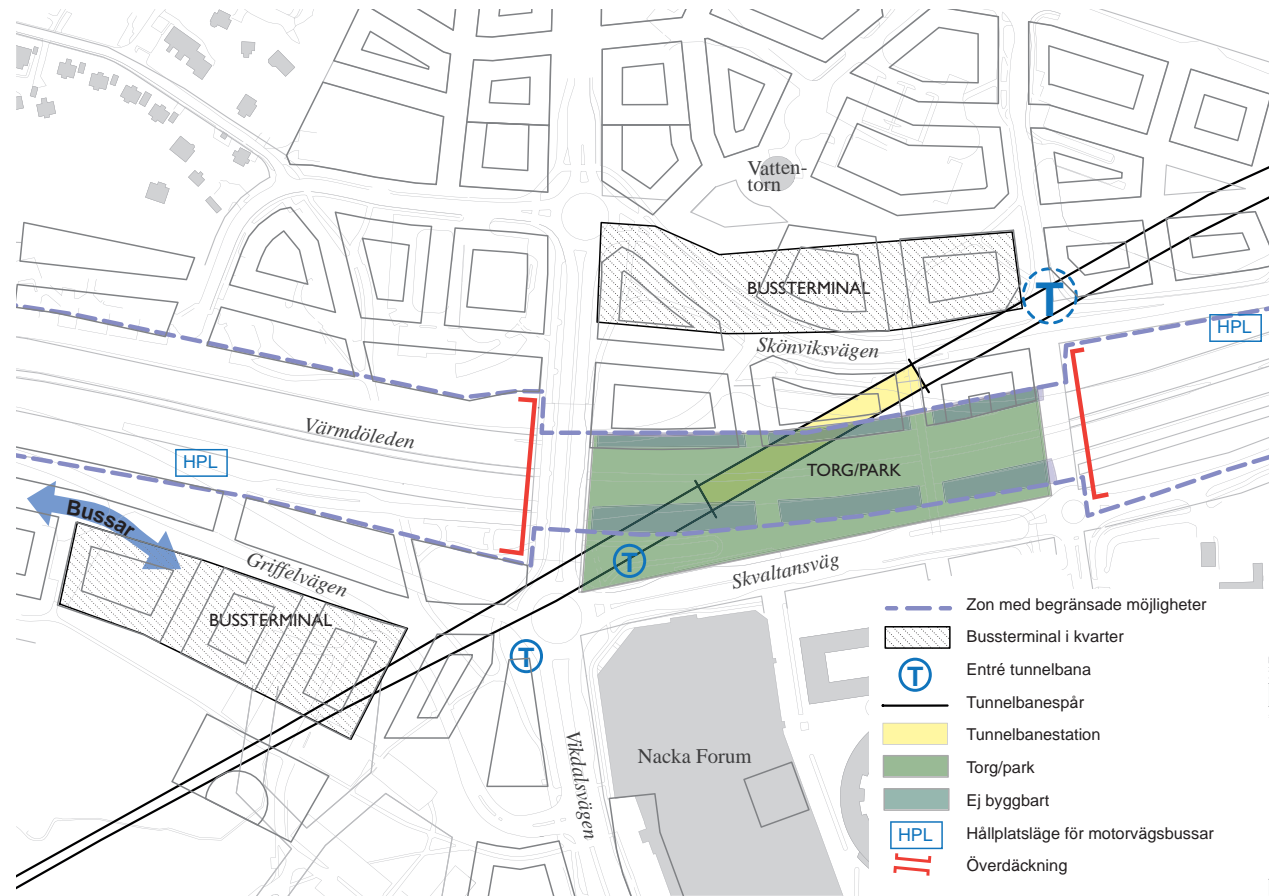 Vatten-
torn
BUSSTERMINAL
T
HPL
Skönviksvägen
Värmdöleden
HPL
TORG/PARK
Bussar
T
Skvaltansväg
Griffelvägen
BUSSTERMINAL
T
Vikdalsvägen
Nacka Forum
Zon med begränsade möjligheter
Bussterminal i kvarter
T Entré tunnelbana
Tunnelbanespår
Tunnelbanestation
Torg/park
Ej byggbart
HPL Hållplatsläge för motorvägsbussar
Överdäckning